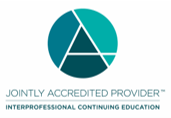 JOINTLY ACCREDITED PROVIDER™
INTERPROFESSIONAL CONTINUING EDUCATION